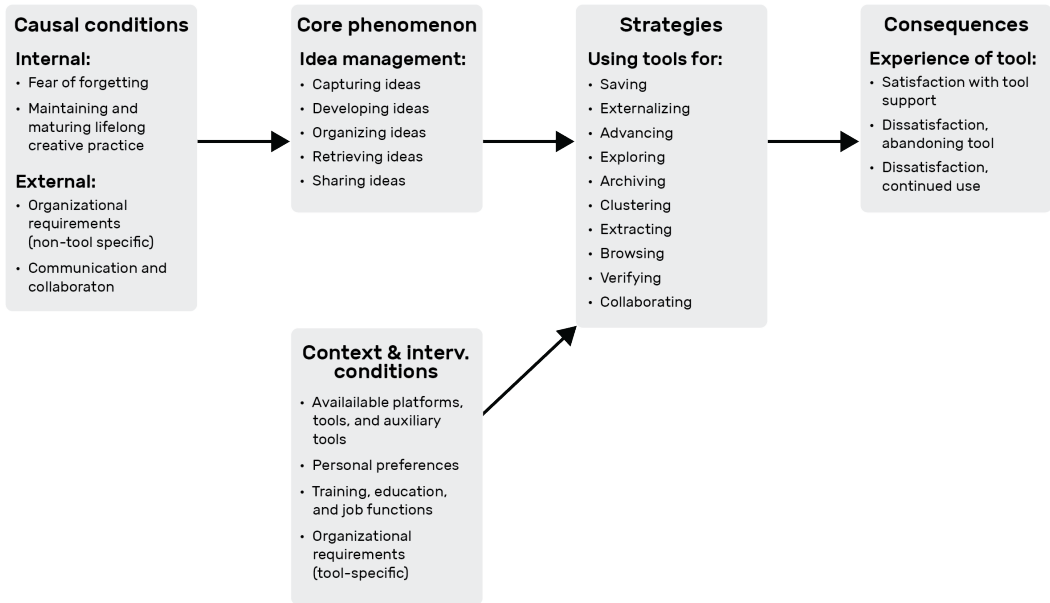 Causal conditions
Internal:
• Fear of forgetting
• Maintaining and
maturing lifelong
creative practice
External:
• Organizational
requirements
(non-tool specific)
• Communication and
collaboraton
Core phenomenon
Idea management:
• Capturing ideas
• Developing ideas
• Organizing ideas
• Retrieving ideas
• Sharing ideas
Context & interv.
conditions
• Availailable platforms,
tools, and auxiliary
tools
• Personal preferences
• Training, education,
and job functions
• Organizational
requirements
(tool-specific)
Strategies
Using tools for:
• Saving
• Externalizing
• Advancing
• Exploring
• Archiving
• Clustering
• Extracting
• Browsing
• Verifying
• Collaborating
Consequences
Experience of tool:
• Satisfaction with tool
support
• Dissatisfaction,
abandoning tool
• Dissatisfaction,
continued use